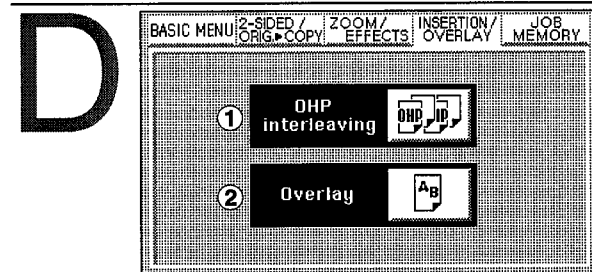 D
BASIC MENU 2-SIDED / ORIG.▶COPY ZOOM/ EFFECTS INSERTION/ OVERLAY JOB MEMORY
① OHP interleaving OHP IP
② Overlay AB